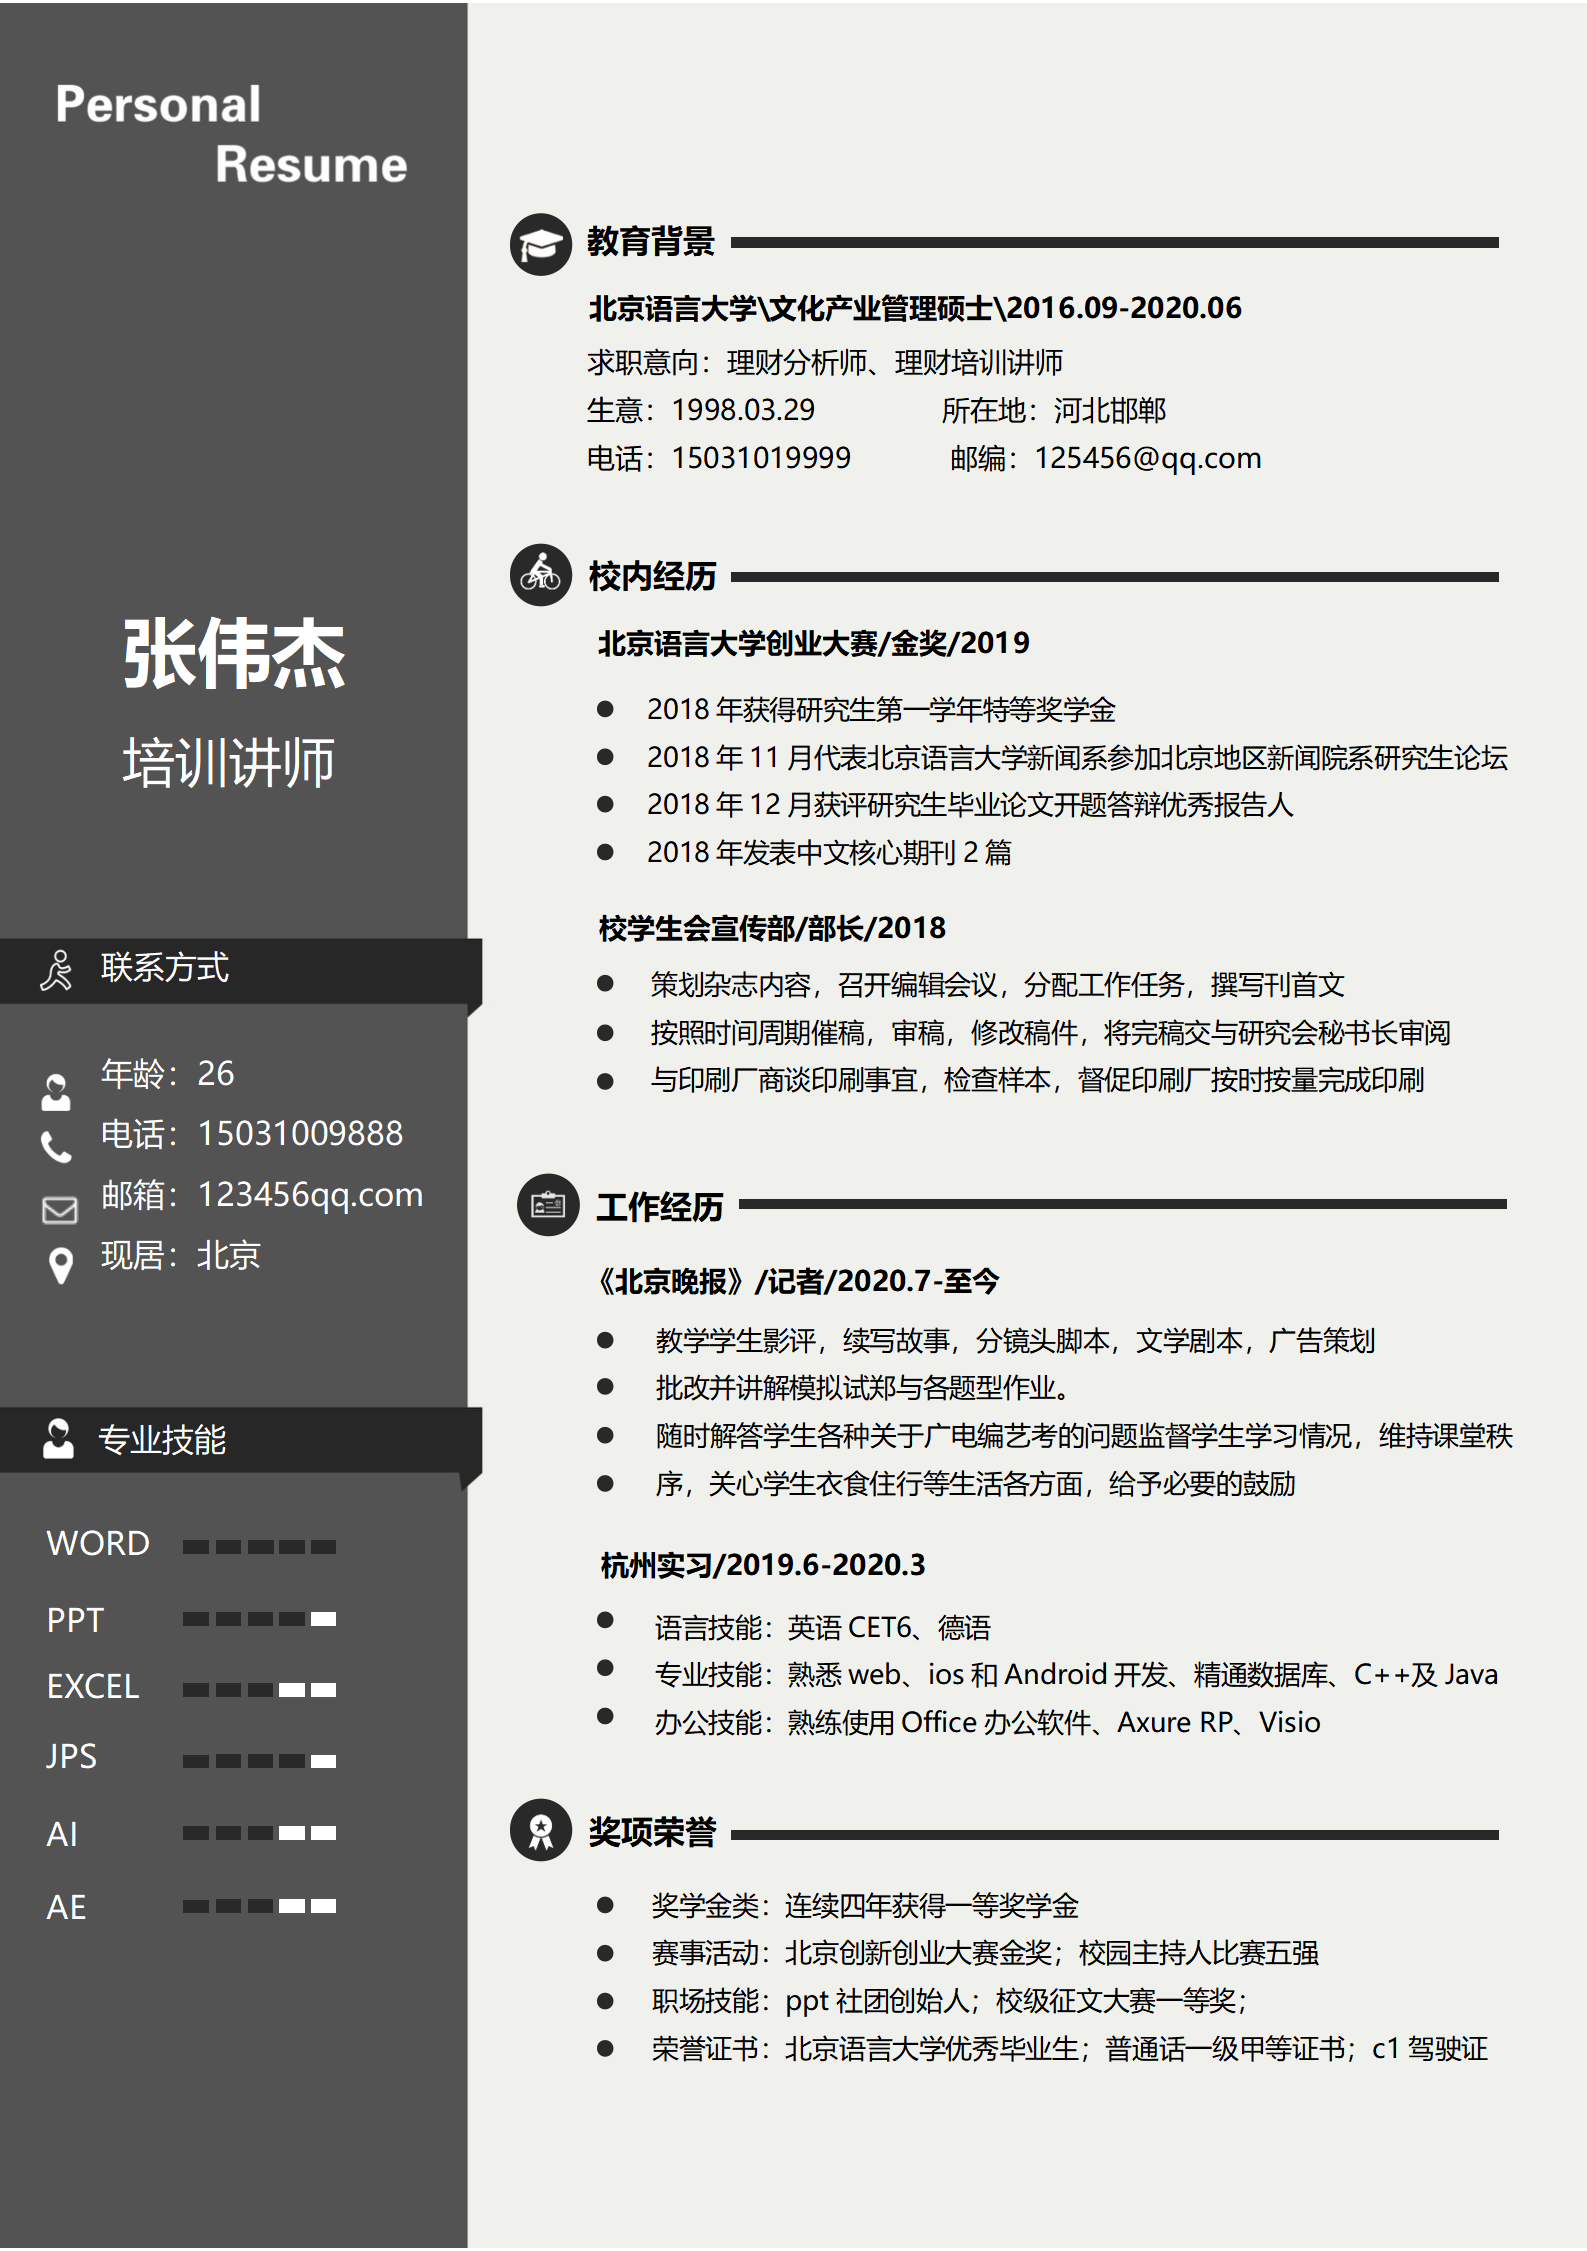 Personal
Resume
张伟杰
培训讲师
联系方式
年龄：26
电话：15031009888
邮箱：123456qq.com
现居：北京
专业技能
WORD
PPT
EXCEL
JPS
AI
AE
教育背景
北京语言大学\文化产业管理硕士\2016.09-2020.06
求职意向：理财分析师、理财培训讲师
生意：1998.03.29 所在地：河北邯郸
电话：15031019999 邮编：125456@qq.com
校内经历
北京语言大学创业大赛/金奖/2019
2018 年获得研究生第一学年特等奖学金
2018 年 11 月代表北京语言大学新闻系参加北京地区新闻院系研究生论坛
2018 年 12 月获评研究生毕业论文开题答辩优秀报告人
2018 年发表中文核心期刊 2 篇
校学生会宣传部/部长/2018
策划杂志内容，召开编辑会议，分配工作任务，撰写刊首文
按照时间周期催稿，审稿，修改稿件，将完稿交与研究会秘书长审阅
与印刷厂商谈印刷事宜，检查样本，督促印刷厂按时按量完成印刷
工作经历
《北京晚报》/记者/2020.7-至今
教学学生影评，续写故事，分镜头脚本，文学剧本，广告策划
批改并讲解模拟试郑与各题型作业。
随时解答学生各种关于广电编艺考的问题监督学生学习情况，维持课堂秩
序，关心学生衣食住行等生活各方面，给予必要的鼓励
杭州实习/2019.6-2020.3
语言技能：英语 CET6、德语
专业技能：熟悉 web、ios 和 Android 开发、精通数据库、C++及 Java
办公技能：熟练使用 Office 办公软件、Axure RP、Visio
奖项荣誉
奖学金类：连续四年获得一等奖学金
赛事活动：北京创新创业大赛金奖；校园主持人比赛五强
职场技能：ppt 社团创始人；校级征文大赛一等奖；
荣誉证书：北京语言大学优秀毕业生；普通话一级甲等证书；c1 驾驶证